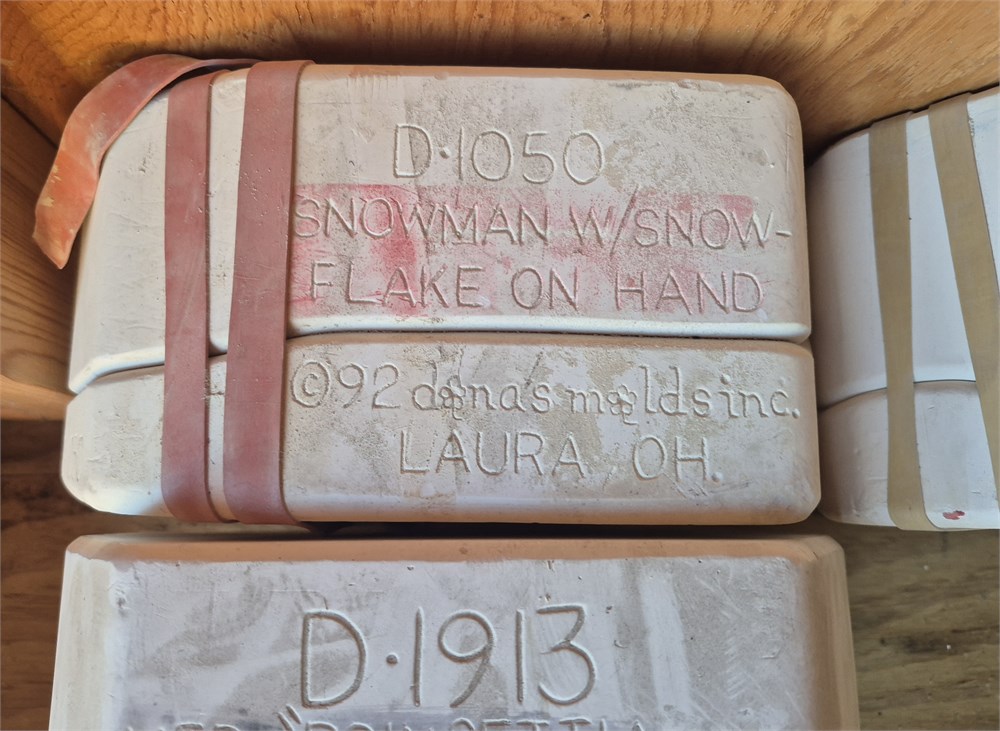 D-1050
SNOWMAN W/SNOW-
FLAKE ON HAND
©92 dona's molds inc.
LAURA, OH.
D-1913